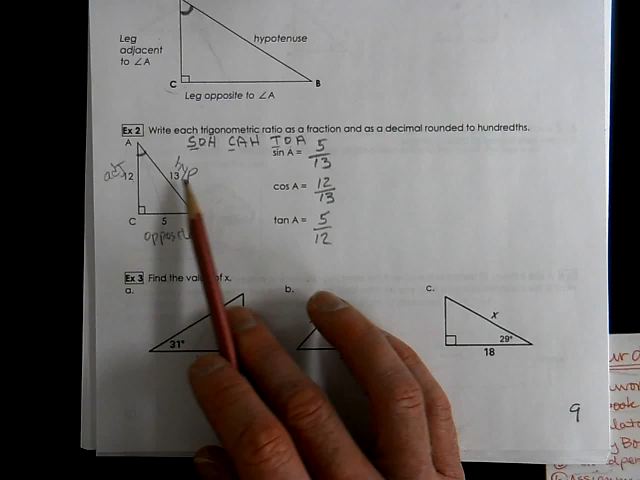 Leg
adjacent
to ∠A
hypotenuse
C
B
Leg opposite to ∠A
Ex 2 Write each trigonometric ratio as a fraction and as a decimal rounded to hundredths.
SOH CAH TOA
A
adj
12
hyp
13
C
5
sin A = 5/13
cos A = 12/13
tan A = 5/12
Ex 3 Find the of x.
a.
31°
b.
c.
x
29°
18
9